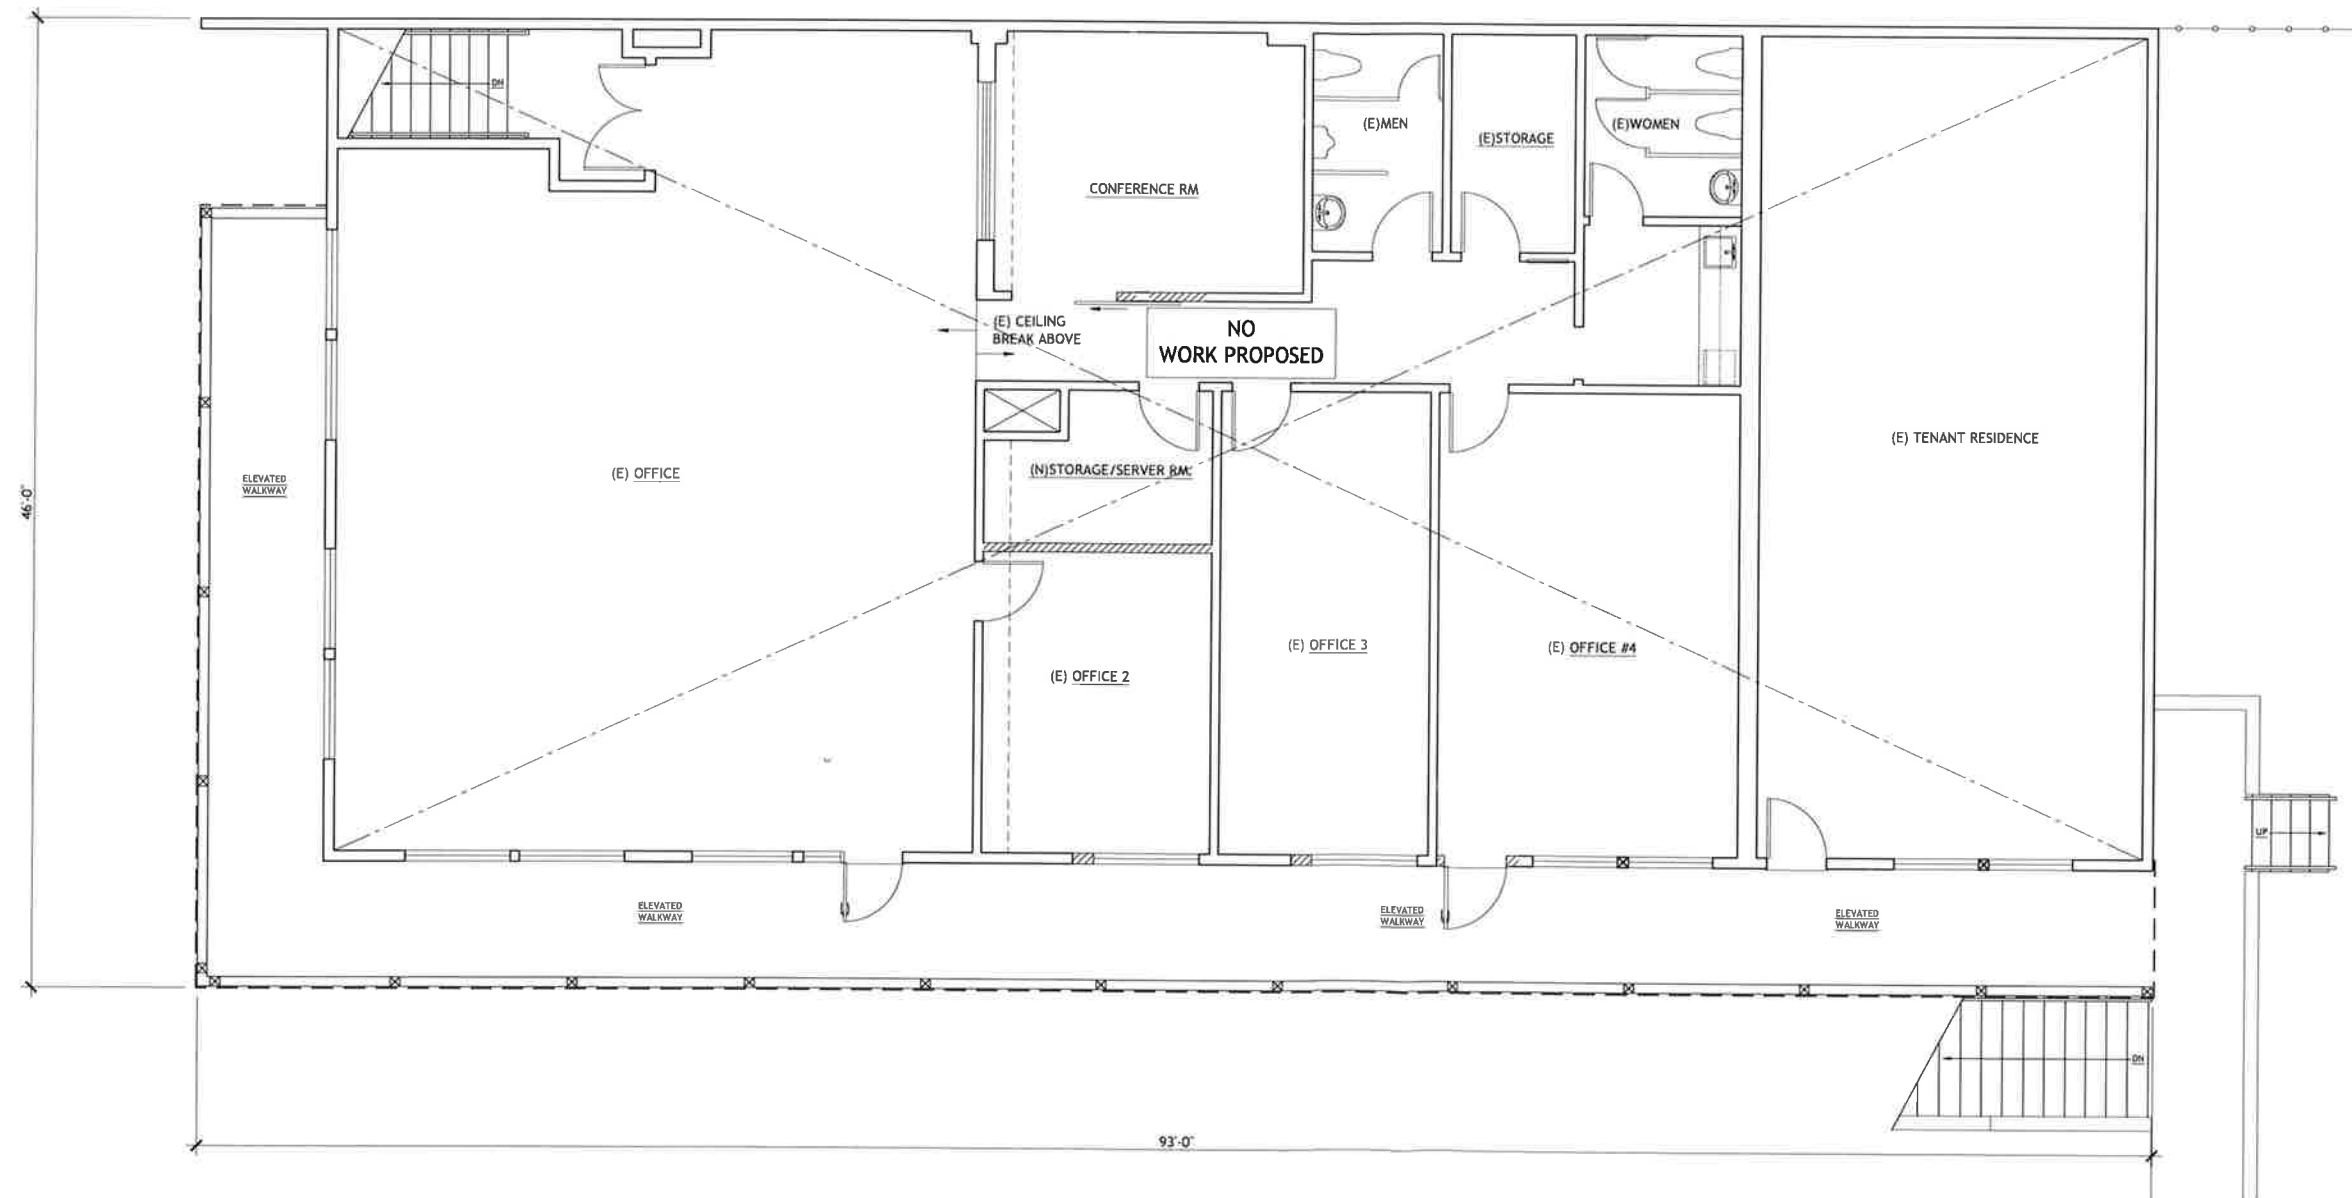 DN
(E)MEN
(E)STORAGE
(E)WOMEN
CONFERENCE RM
(E) CEILING
BREAK ABOVE
NO
WORK PROPOSED
(E) TENANT RESIDENCE
46'-0"
ELEVATED
WALKWAY
(E) OFFICE
(N)STORAGE/SERVER RM.
(E) OFFICE 2
(E) OFFICE 3
(E) OFFICE #4
UP
ELEVATED
WALKWAY
ELEVATED
WALKWAY
ELEVATED
WALKWAY
DN
93'-0"